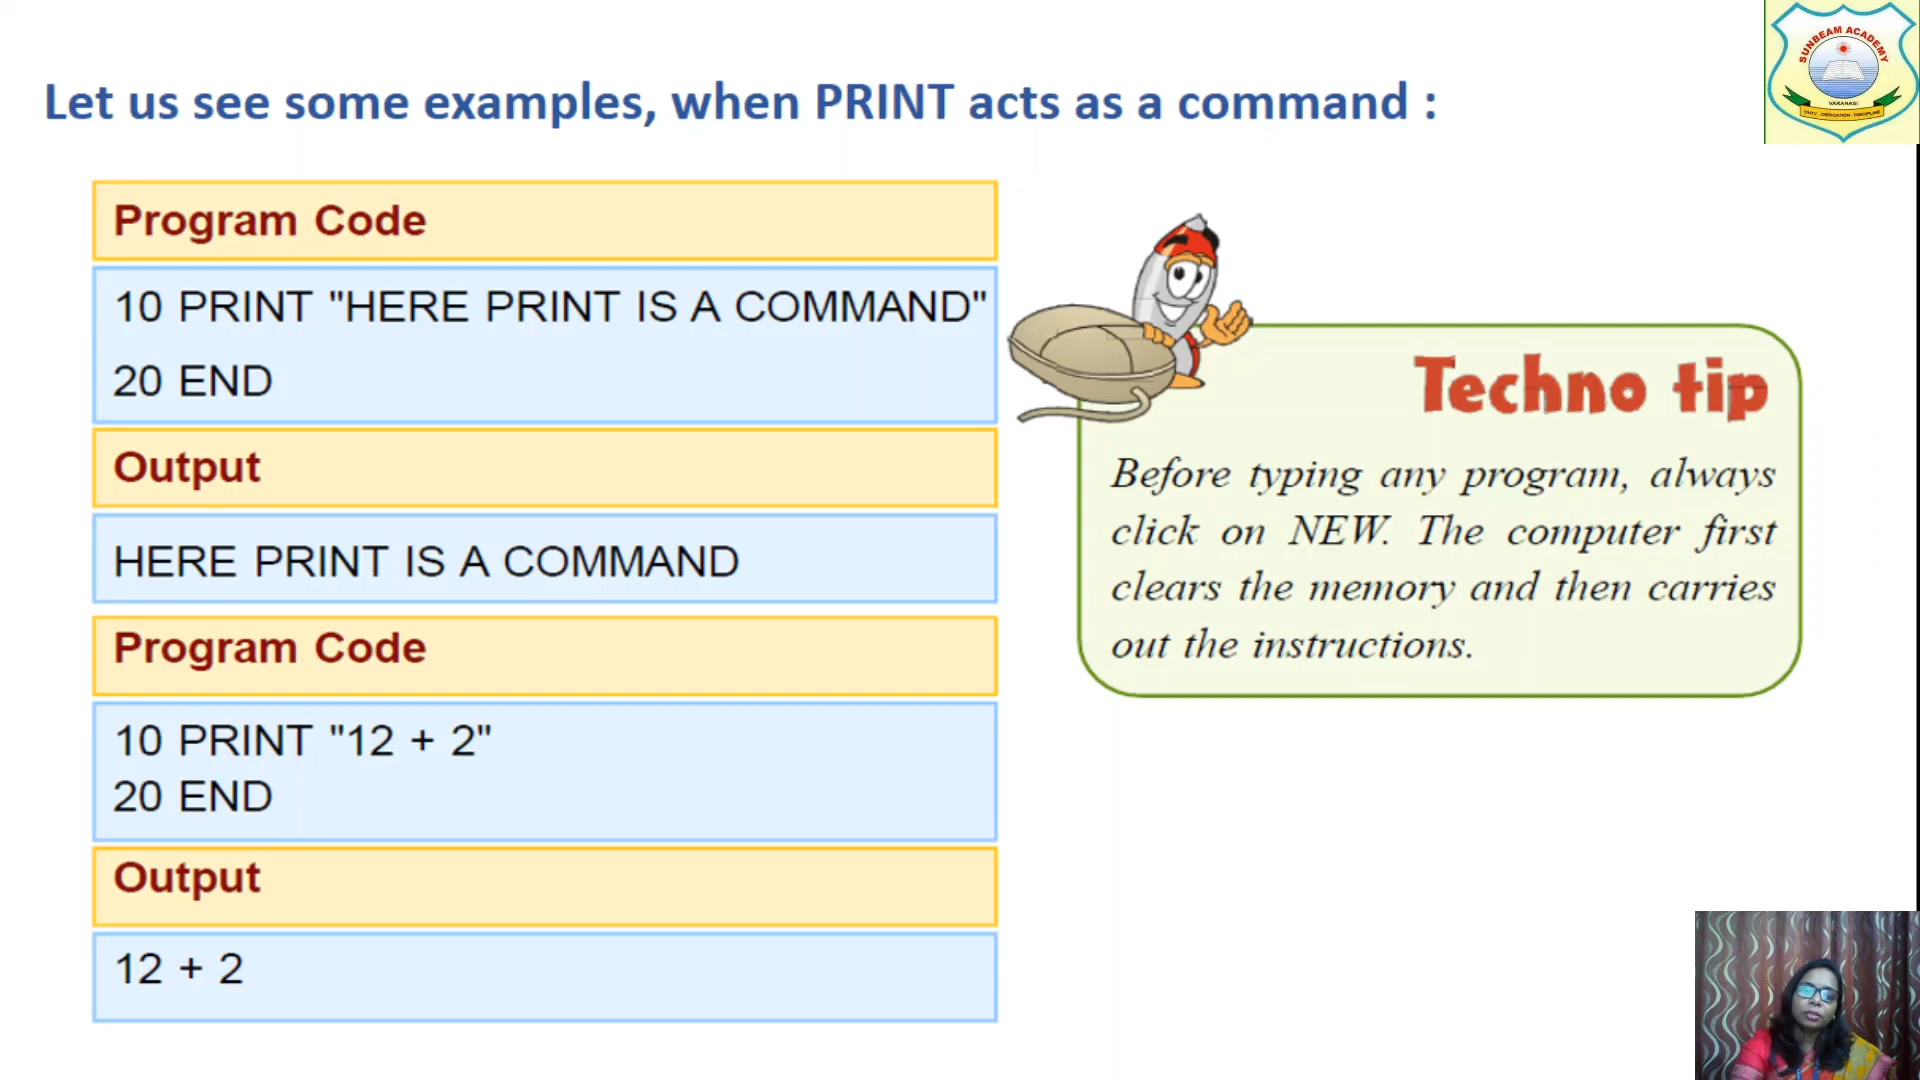 Let us see some examples, when PRINT acts as a command :
SUNBEAM ACADEMY
VARANASI
DUTY . DEDICATION . DISCIPLINE
Program Code
10 PRINT "HERE PRINT IS A COMMAND"
20 END
Output
HERE PRINT IS A COMMAND
Program Code
10 PRINT "12 + 2"
20 END
Output
12 + 2
Techno tip
Before typing any program, always
click on NEW. The computer first
clears the memory and then carries
out the instructions.